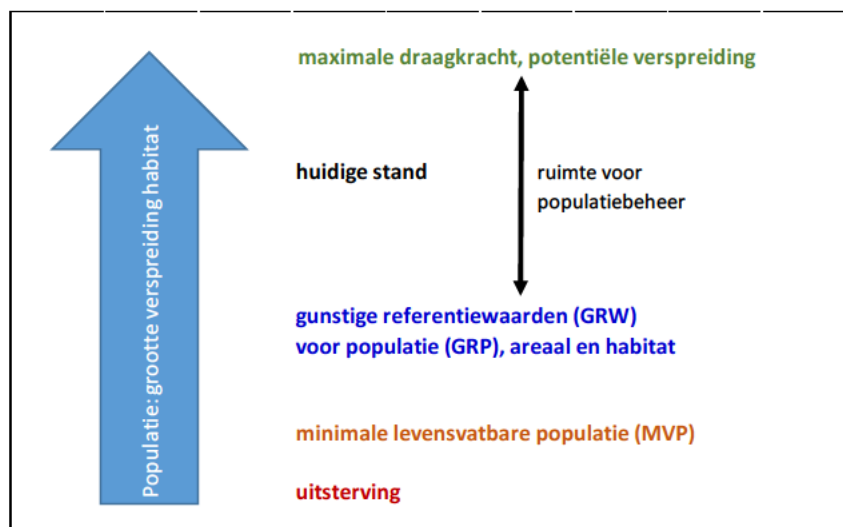 maximale draagkracht, potentiële verspreiding
huidige stand
ruimte voor
populatiebeheer
gunstige referentiewaarden (GRW)
voor populatie (GRP), areaal en habitat
minimale levensvatbare populatie (MVP)
uitsterving
Populatie: grootte verspreiding habitat